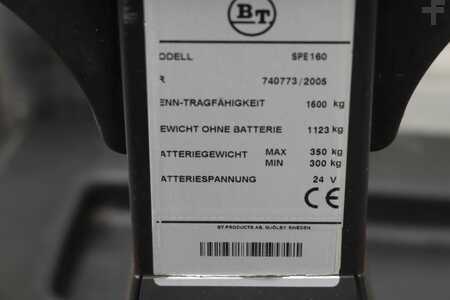 BT
ODELL SPE160
R 740773/2005
ENN-TRAGFÄHIGKEIT 1600 kg
EWICHT OHNE BATTERIE 1123 kg
ATTERIEGEWICHT MAX 350 kg
MIN 300 kg
ATTERIESPANNUNG 24 V
CE
BT PRODUCTS AB, MJÖLBY SWEDEN